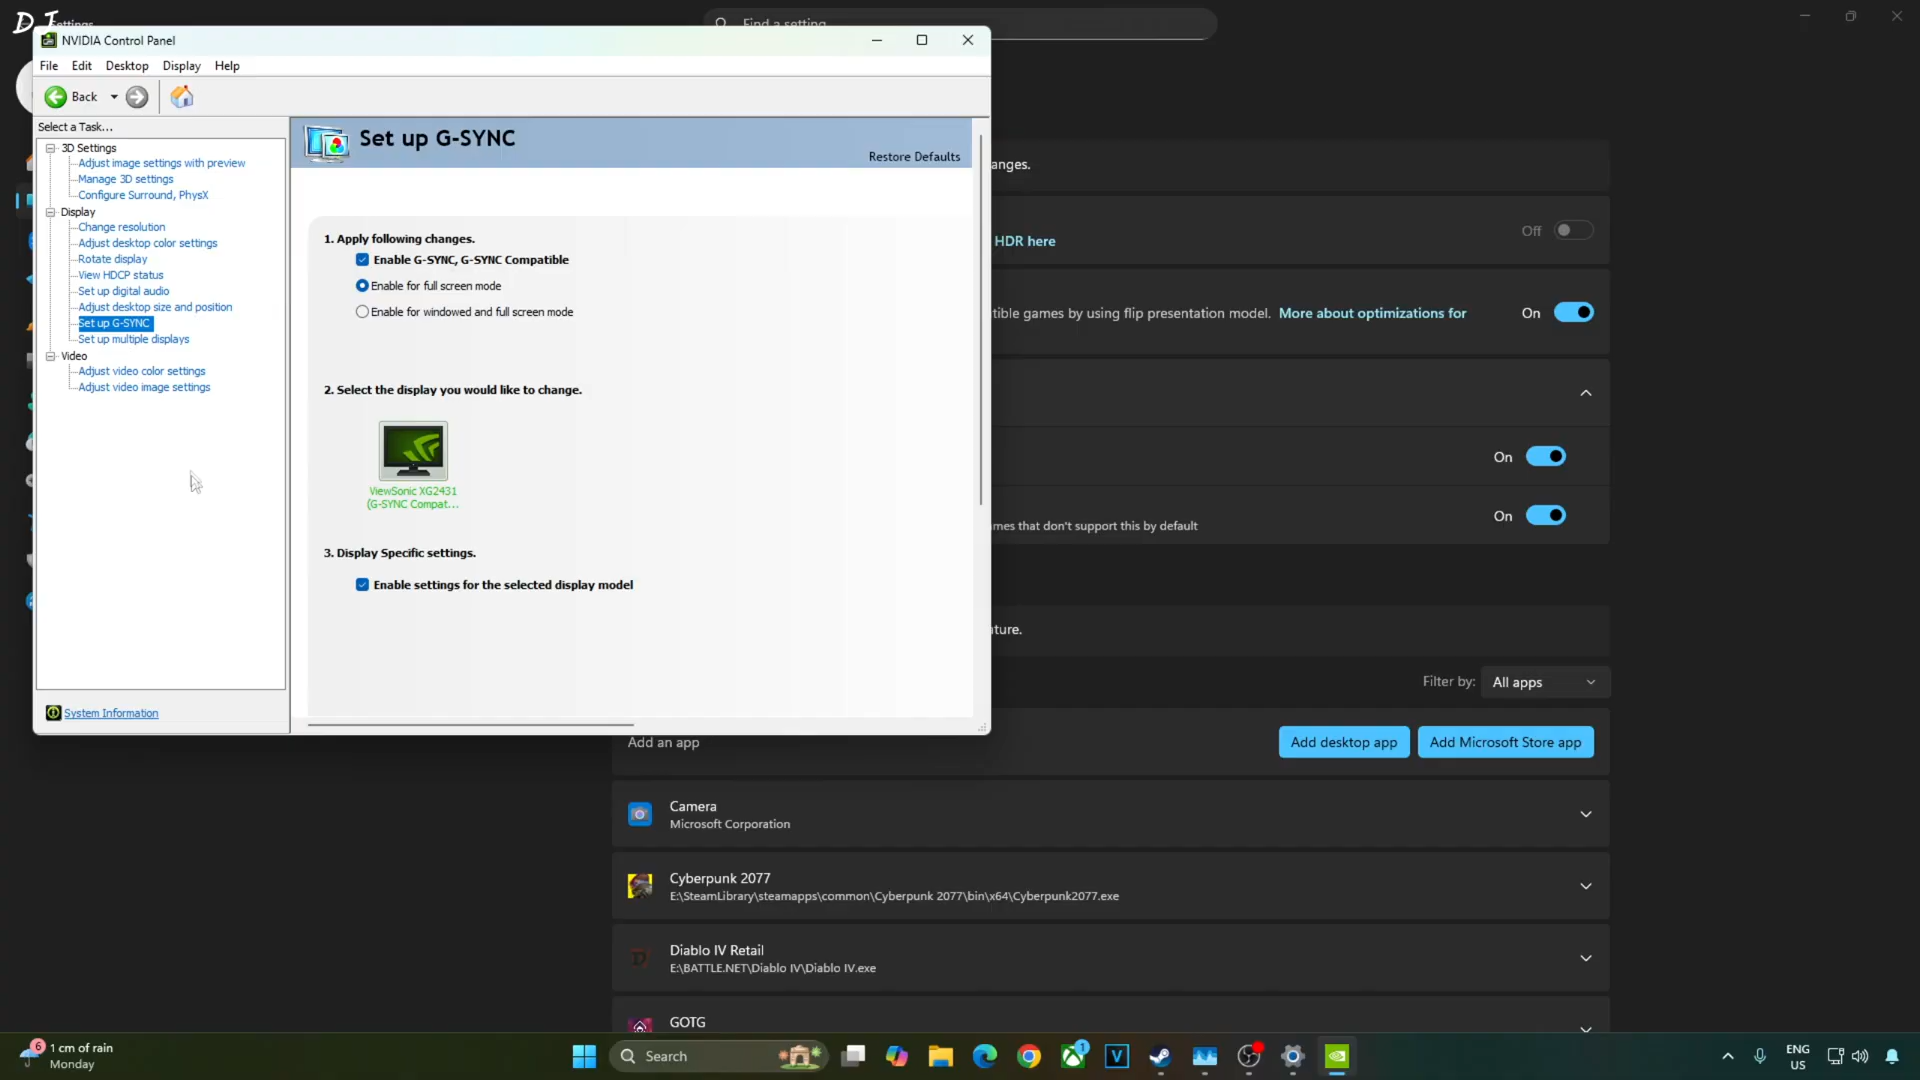 DT
Settings
Find a setting
NVIDIA Control Panel
File Edit Desktop Display Help
Back
Select a Task...
3D Settings
Adjust image settings with preview
Manage 3D settings
Configure Surround, PhysX
Display
Change resolution
Adjust desktop color settings
Rotate display
View HDCP status
Set up digital audio
Adjust desktop size and position
Set up G-SYNC
Set up multiple displays
Video
Adjust video color settings
Adjust video image settings
System Information
Set up G-SYNC
Restore Defaults
1. Apply following changes.
Enable G-SYNC, G-SYNC Compatible
Enable for full screen mode
Enable for windowed and full screen mode
2. Select the display you would like to change.
ViewSonic XG2431
(G-SYNC Compat...
3. Display Specific settings.
Enable settings for the selected display model
anges.
HDR here
Off
tible games by using flip presentation model. More about optimizations for
On
On
mes that don't support this by default
On
ture.
Filter by: All apps
Add an app
Add desktop app
Add Microsoft Store app
Camera
Microsoft Corporation
Cyberpunk 2077
E:\SteamLibrary\steamapps\common\Cyberpunk 2077\bin\x64\Cyberpunk2077.exe
Diablo IV Retail
E:\BATTLE.NET\Diablo IV\Diablo IV.exe
GOTG
6
1 cm of rain
Monday
Search
1
V
ENG
US